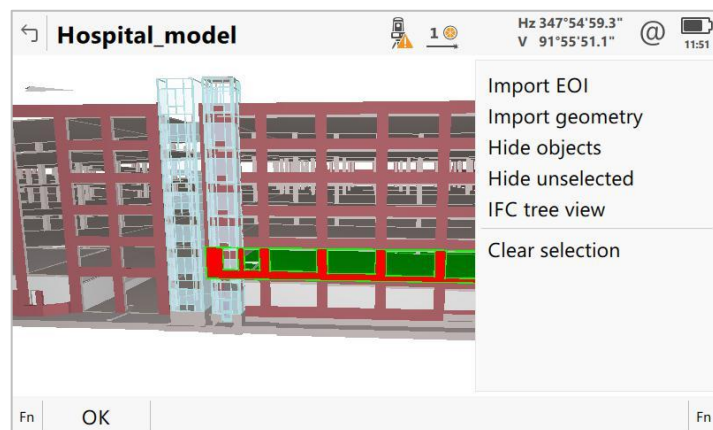 Hospital_model
1
Hz 347°54'59.3"
V 91°55'51.1"
@
11:51
Import EOI
Import geometry
Hide objects
Hide unselected
IFC tree view
Clear selection
Fn OK Fn